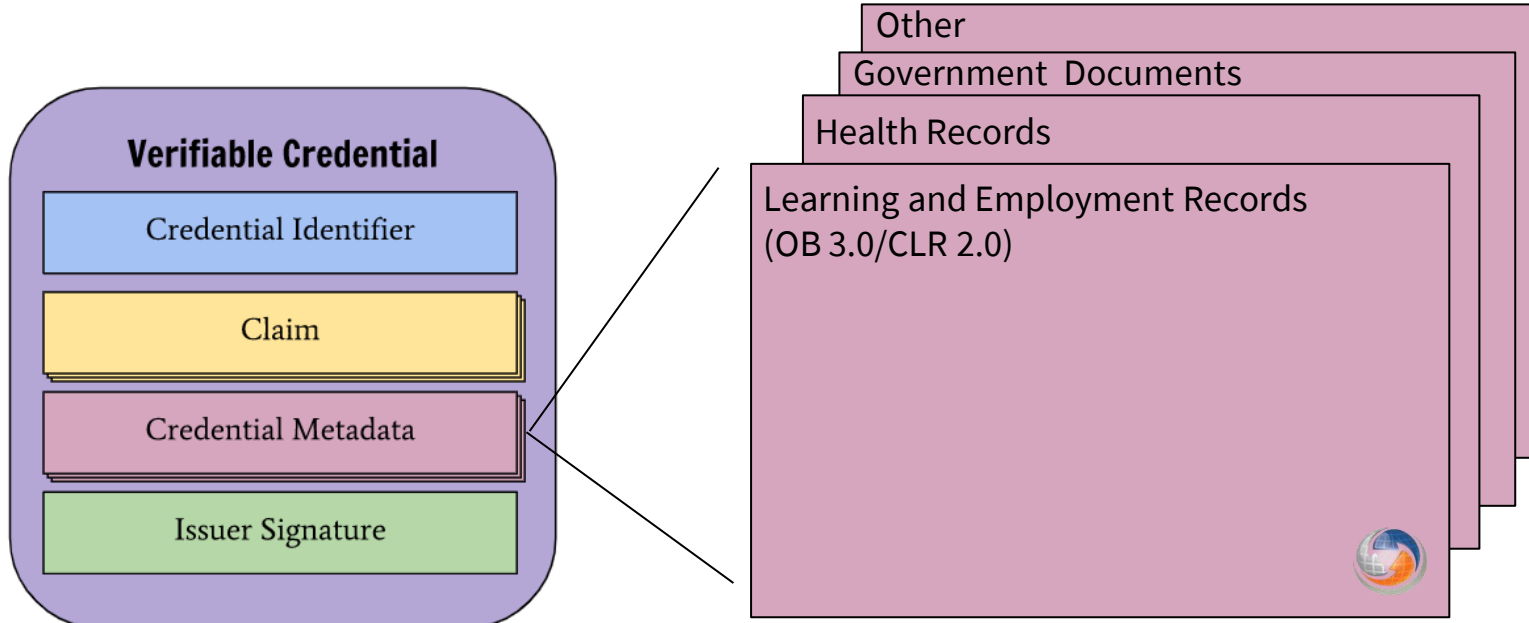 Verifiable Credential
Credential Identifier
Claim
Credential Metadata
Issuer Signature
Other
Government Documents
Health Records
Learning and Employment Records
(OB 3.0/CLR 2.0)